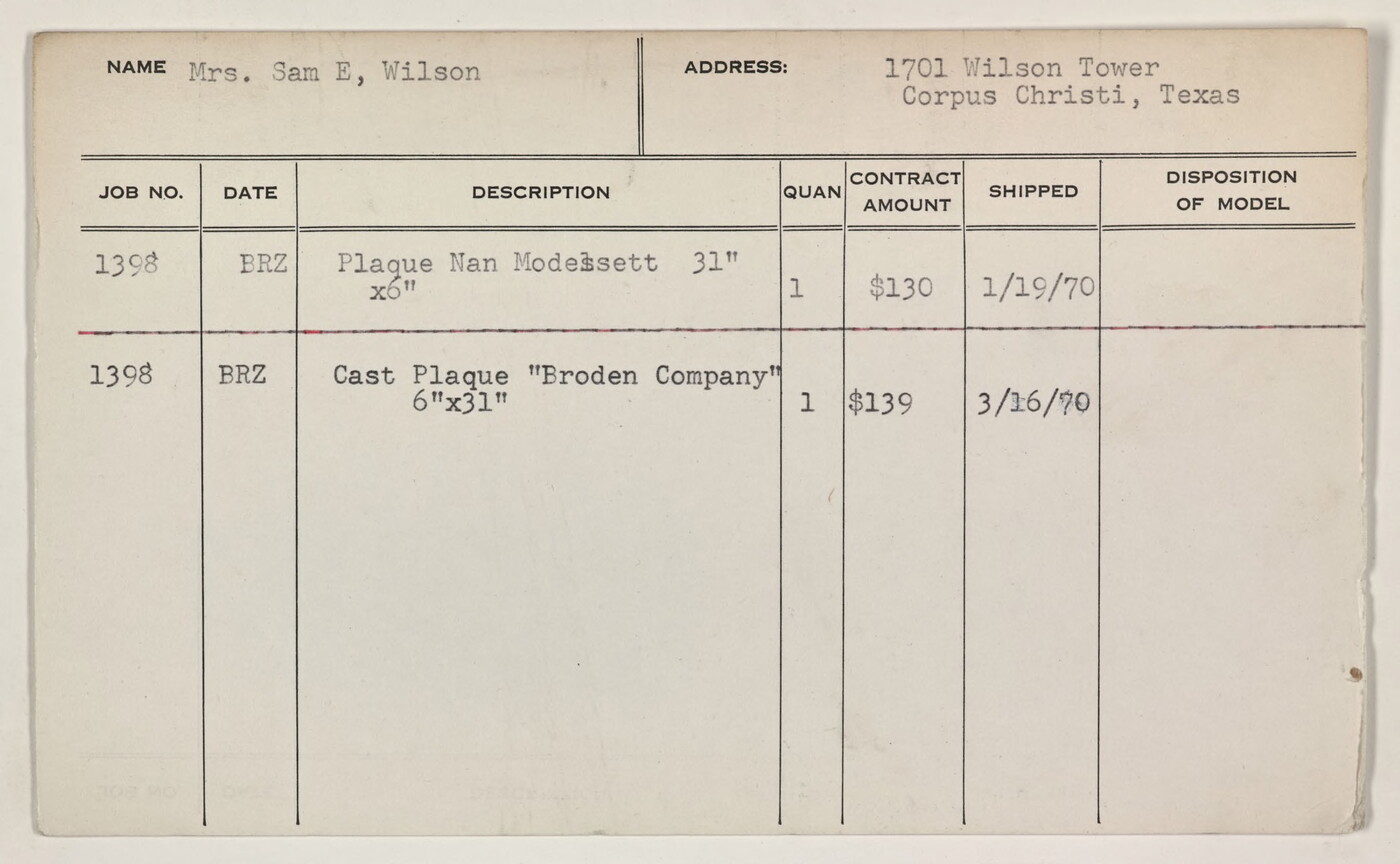 NAME Mrs. Sam E, Wilson
ADDRESS: 1701 Wilson Tower
Corpus Christi, Texas
JOB NO. DATE DESCRIPTION QUAN CONTRACT AMOUNT SHIPPED DISPOSITION OF MODEL
1398 BRZ Plaque Nan Modessett 31"
x6" 1 $130 1/19/70
1398 BRZ Cast Plaque "Broden Company"
6"x31" 1 $139 3/16/70